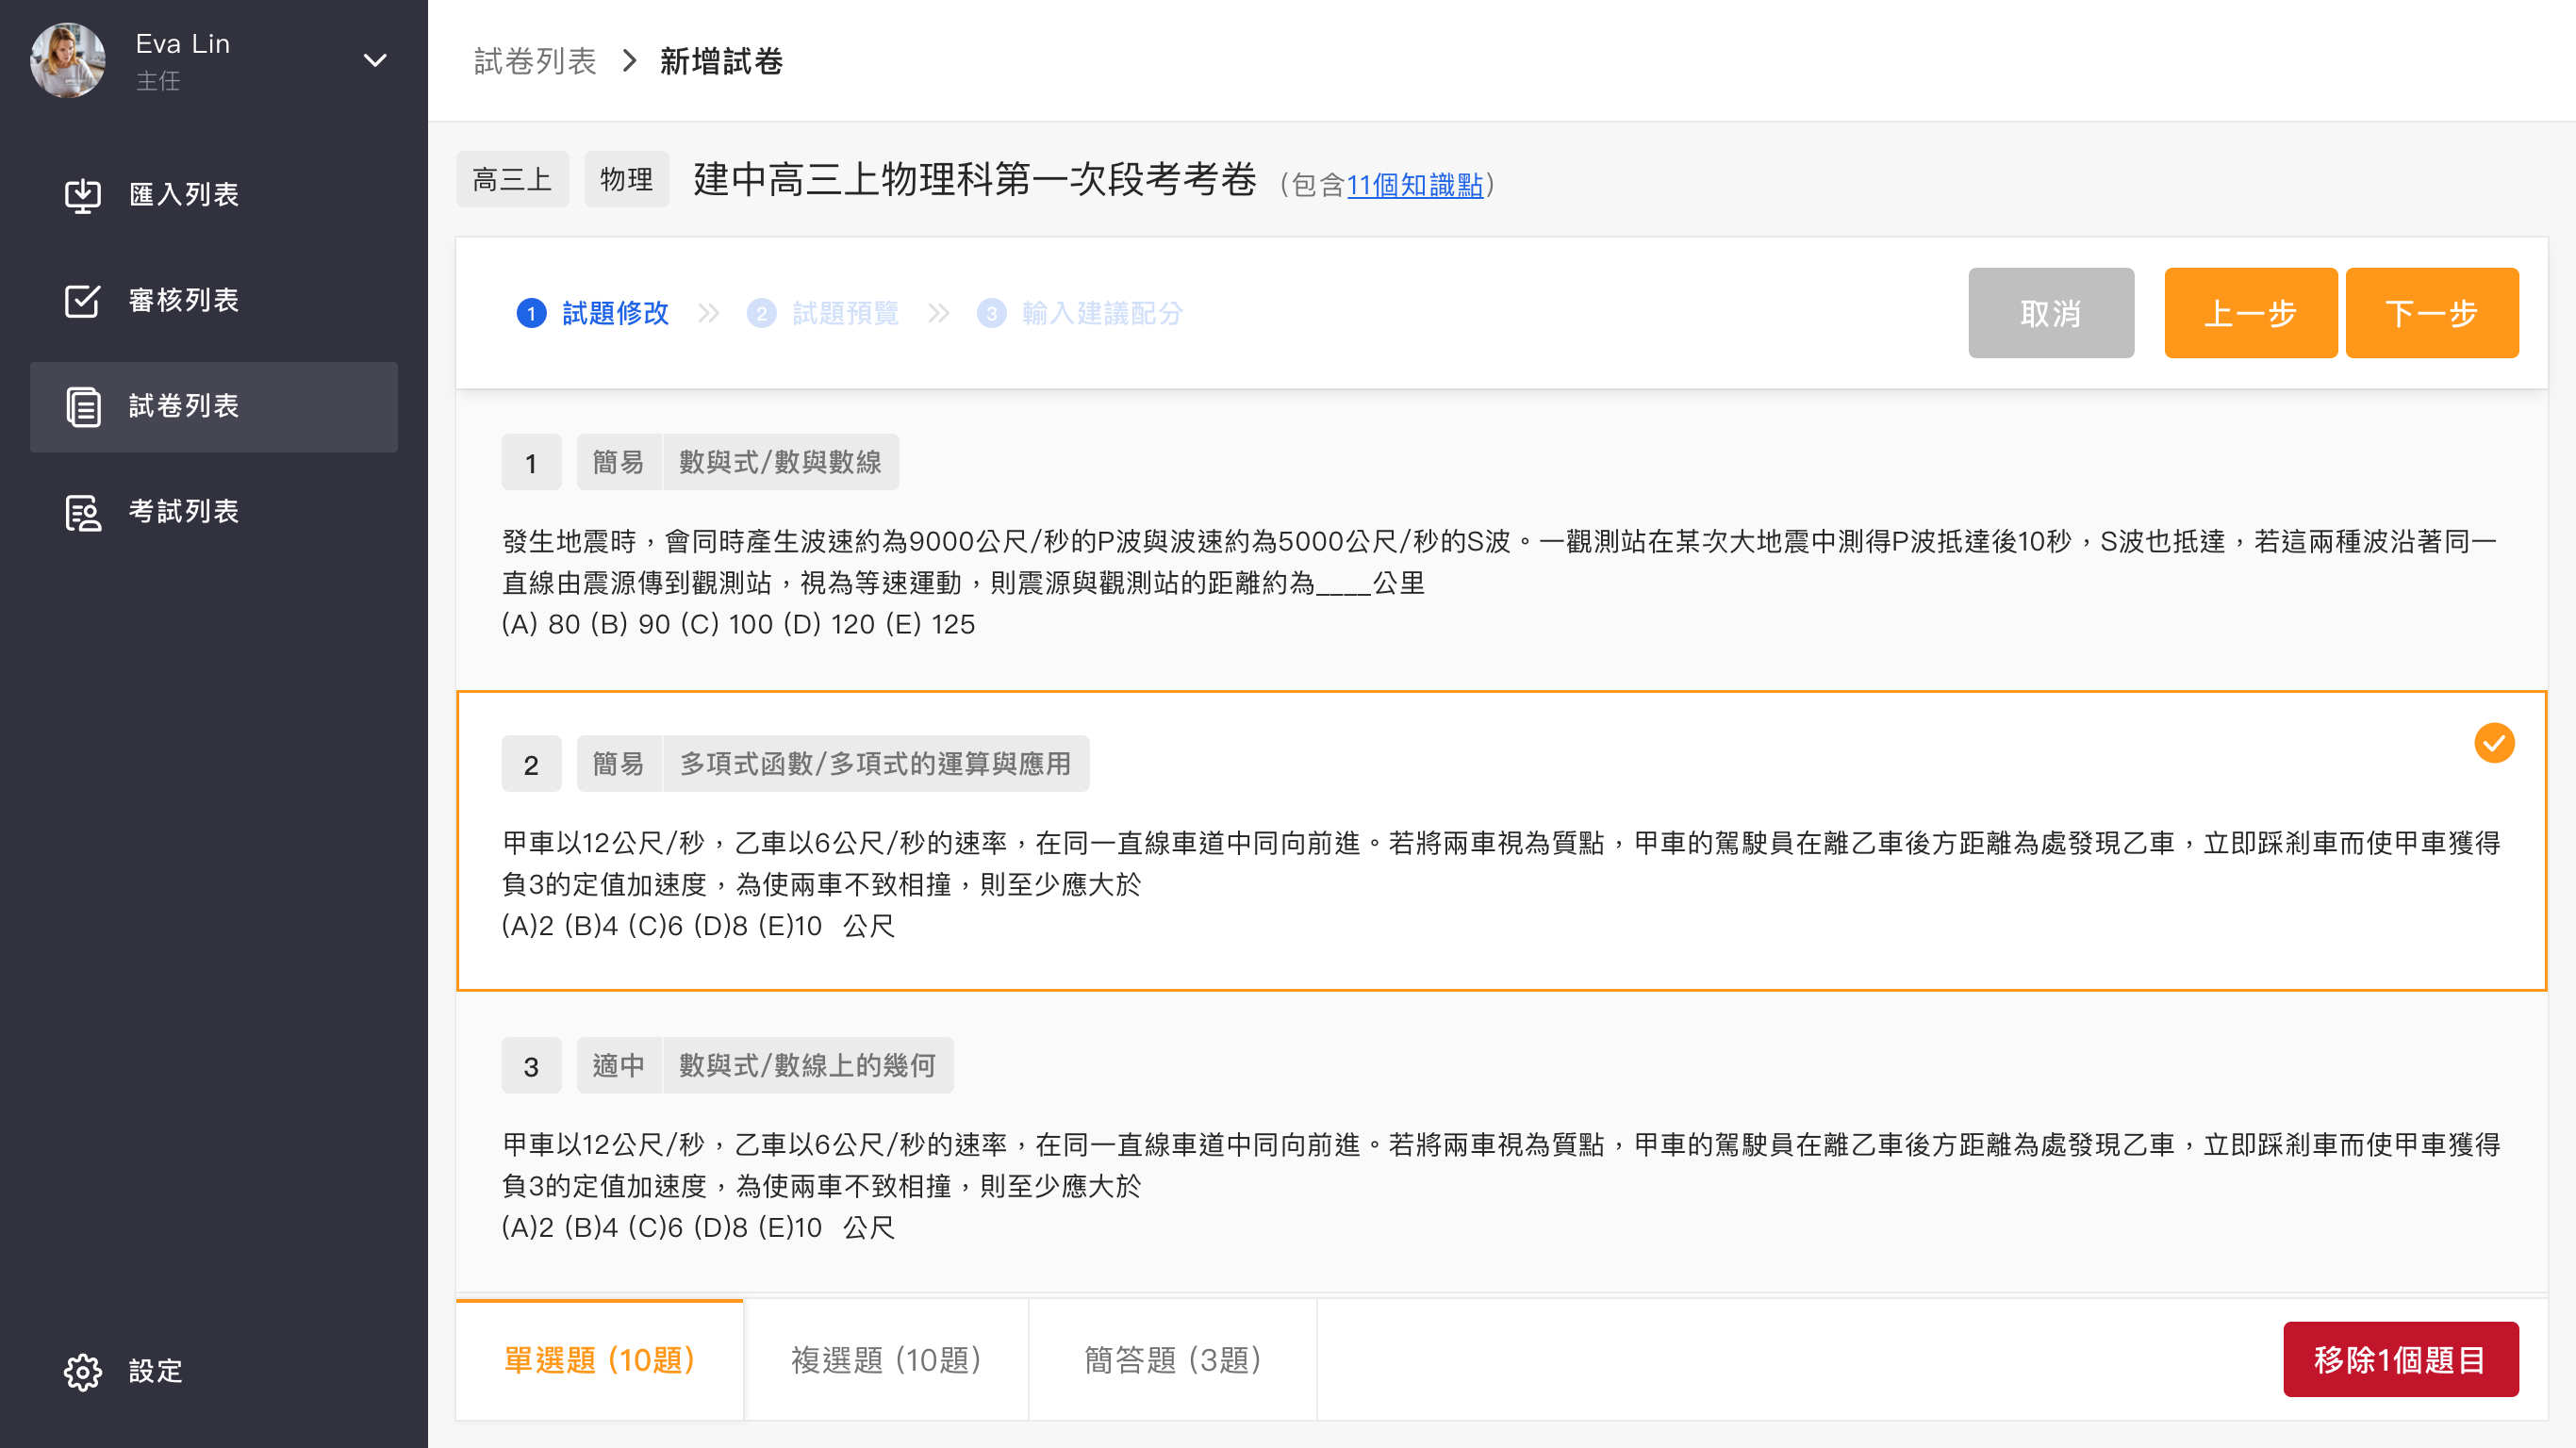 Eva Lin
主任
匯入列表
審核列表
試卷列表
考試列表
設定
試卷列表 > 新增試卷
高三上 物理 建中高三上物理科第一次段考考卷 (包含11個知識點)
1 試題修改 2 試題預覽 3 輸入建議配分 取消 上一步 下一步
1 簡易 數與式/數與數線
發生地震時，會同時產生波速約為9000公尺/秒的P波與波速約為5000公尺/秒的S波。一觀測站在某次大地震中測得P波抵達後10秒，S波也抵達，若這兩種波沿著同一
直線由震源傳到觀測站，視為等速運動，則震源與觀測站的距離約為____公里
(A) 80 (B) 90 (C) 100 (D) 120 (E) 125
2 簡易 多項式函數/多項式的運算與應用
甲車以12公尺/秒，乙車以6公尺/秒的速率，在同一直線車道中同向前進。若將兩車視為質點，甲車的駕駛員在離乙車後方距離為處發現乙車，立即踩剎車而使甲車獲得
負3的定值加速度，為使兩車不致相撞，則至少應大於
(A)2 (B)4 (C)6 (D)8 (E)10 公尺
3 適中 數與式/數線上的幾何
甲車以12公尺/秒，乙車以6公尺/秒的速率，在同一直線車道中同向前進。若將兩車視為質點，甲車的駕駛員在離乙車後方距離為處發現乙車，立即踩剎車而使甲車獲得
負3的定值加速度，為使兩車不致相撞，則至少應大於
(A)2 (B)4 (C)6 (D)8 (E)10 公尺
單選題 (10題) 複選題 (10題) 簡答題 (3題) 移除1個題目